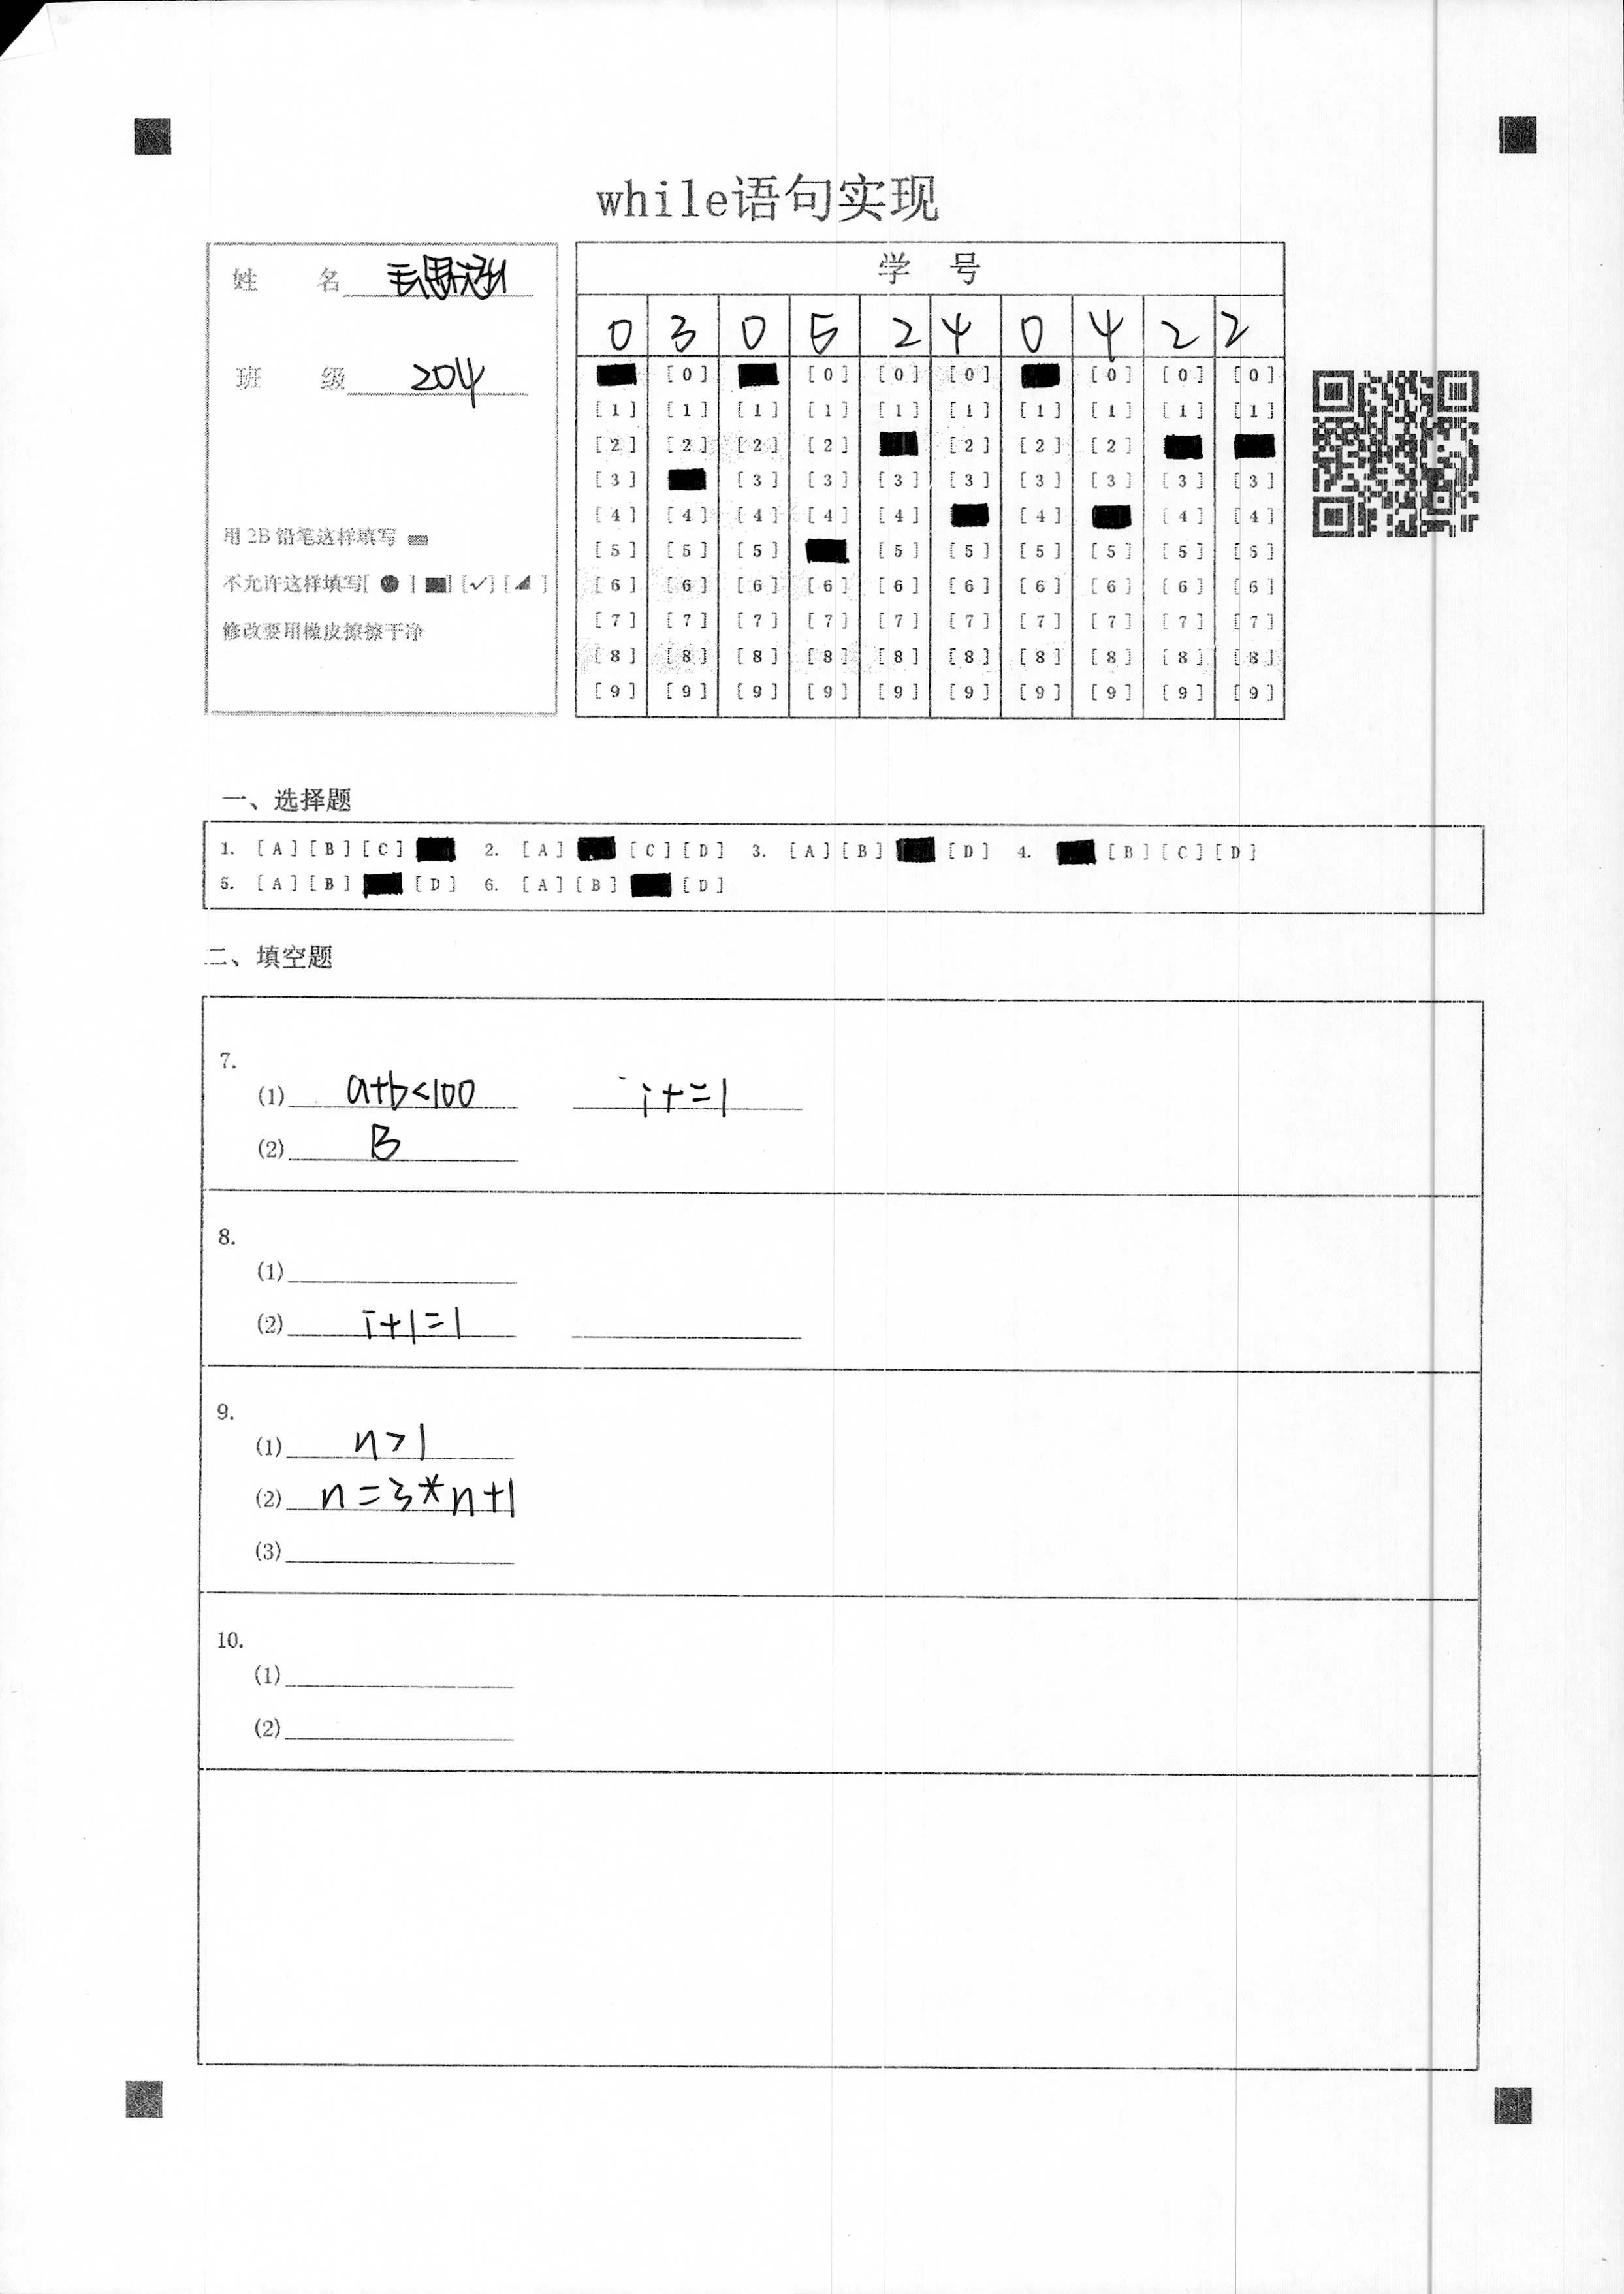 while语句实现
姓 名
班 级 204
用 2B 铅笔这样填写
不允许这样填写[ ● ] [ ■ ] [✓] [◢]
修改要用橡皮擦擦干净
学 号
0 3 0 5 2 4 0 4 2 2
[0] [0] [0] [0] [0] [0]
[1] [1] [1] [1] [1] [1] [1] [1] [1] [1]
[2] [2] [2] [2] [2] [2] [2]
[3] [3] [3] [3] [3] [3] [3] [3] [3]
[4] [4] [4] [4] [4] [4] [4] [4]
[5] [5] [5] [5] [5] [5] [5] [5] [5]
[6] [6] [6] [6] [6] [6] [6] [6] [6] [6]
[7] [7] [7] [7] [7] [7] [7] [7] [7] [7]
[8] [8] [8] [8] [8] [8] [8] [8] [8] [8]
[9] [9] [9] [9] [9] [9] [9] [9] [9] [9]
一、选择题
1. [A] [B] [C] 2. [A] [C] [D] 3. [A] [B] [D] 4. [B] [C] [D]
5. [A] [B] [D] 6. [A] [B] [D]
二、填空题
7.
(1) a+b<100 i+=1
(2) B
8.
(1)
(2) i+1=1
9.
(1) n>1
(2) n=3*n+1
(3)
10.
(1)
(2)